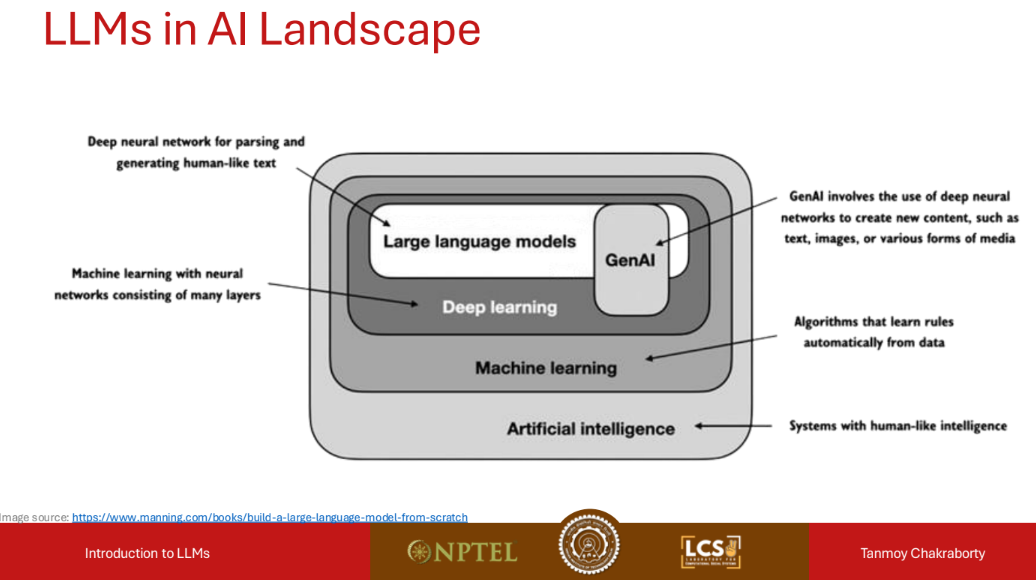 LLMs in AI Landscape
Deep neural network for parsing and
generating human-like text
GenAI involves the use of deep neural
networks to create new content, such as
text, images, or various forms of media
Large language models
GenAI
Machine learning with neural
networks consisting of many layers
Deep learning
Algorithms that learn rules
automatically from data
Machine learning
Artificial intelligence
Systems with human-like intelligence
Image source: https://www.manning.com/books/build-a-large-language-model-from-scratch
Introduction to LLMs
NPTEL
LCS
Tanmoy Chakraborty